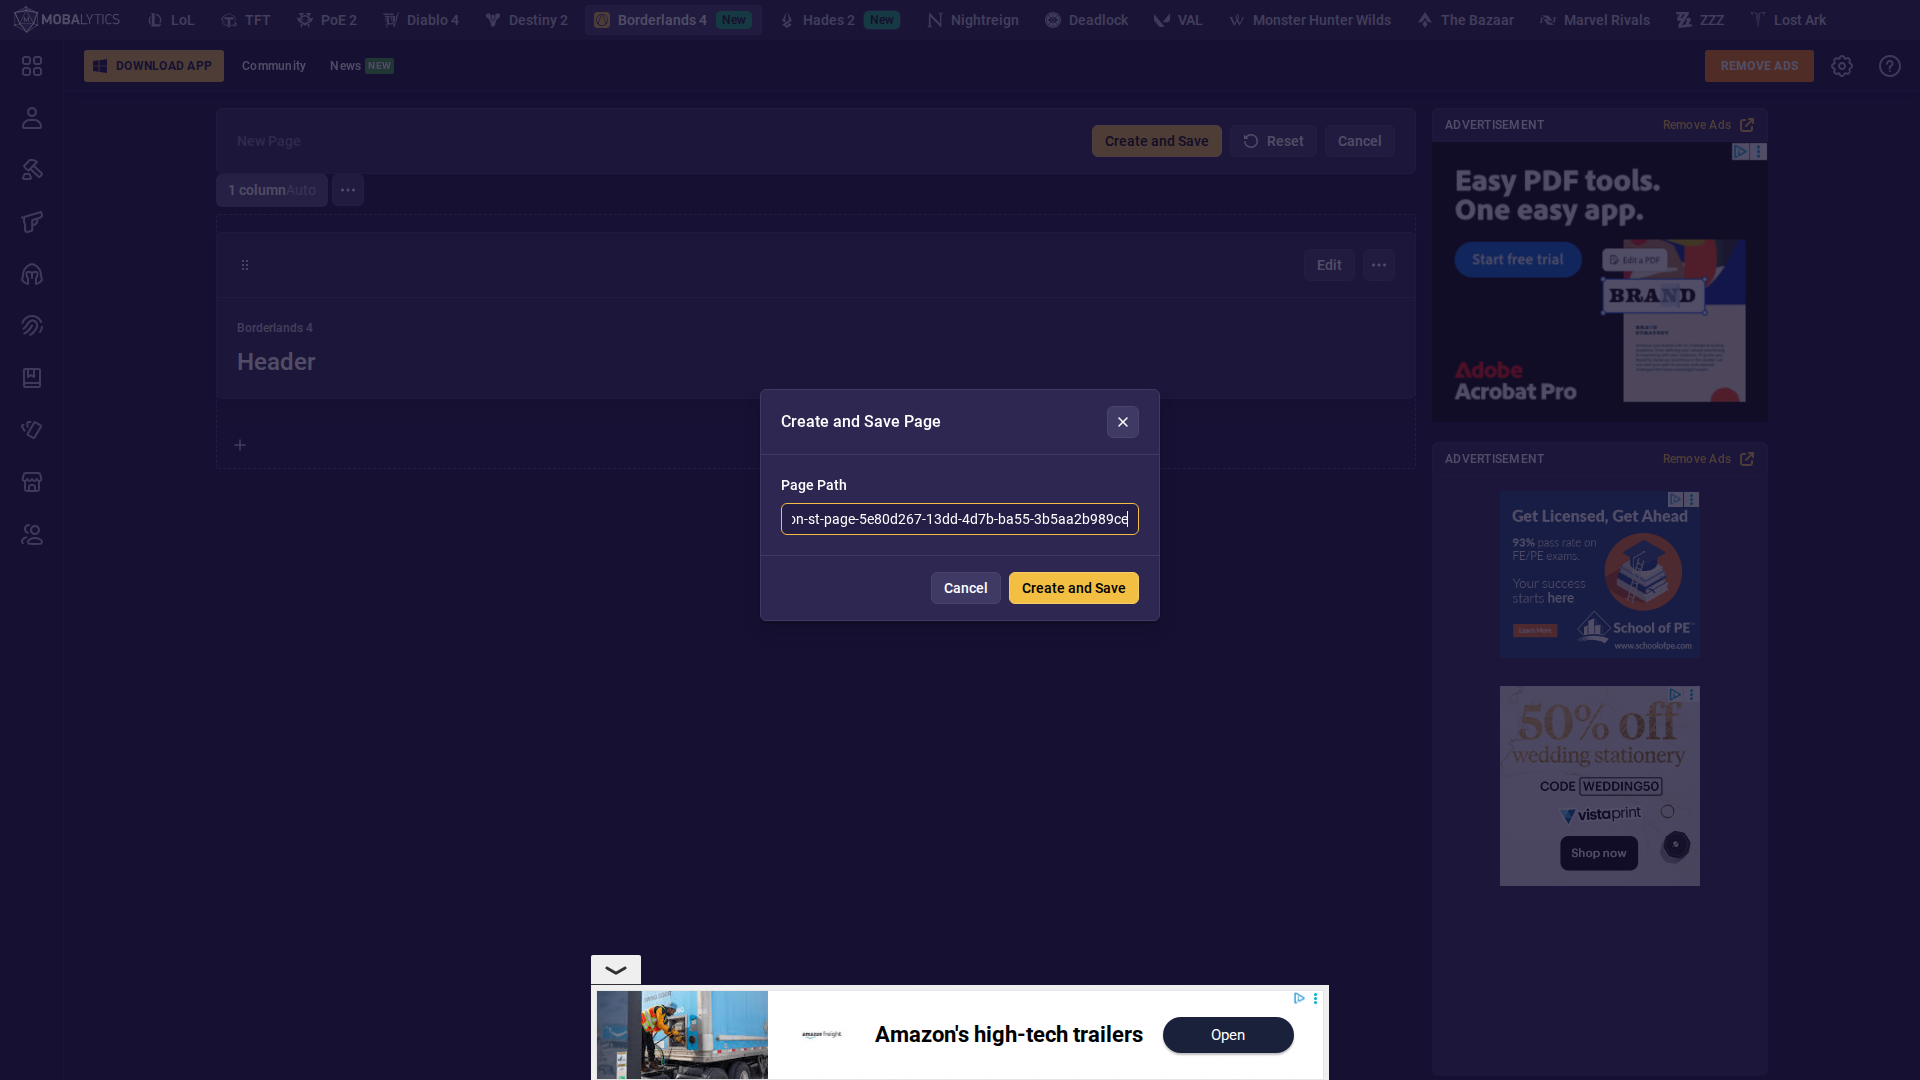 MOBALYTICS
LoL
TFT
PoE 2
Diablo 4
Destiny 2
Borderlands 4 New
Hades 2 New
Nightreign
Deadlock
VAL
Monster Hunter Wilds
The Bazaar
Marvel Rivals
ZZZ
Lost Ark
DOWNLOAD APP
Community
News NEW
REMOVE ADS
New Page
Create and Save
Reset
Cancel
1 columnAuto
Edit
Borderlands 4
Header
Create and Save Page
Page Path
on-st-page-5e80d267-13dd-4d7b-ba55-3b5aa2b989ce
Cancel
Create and Save
ADVERTISEMENT
Remove Ads
Easy PDF tools.
One easy app.
Start free trial
Edit a PDF
BRAND
Adobe
Acrobat Pro
ADVERTISEMENT
Remove Ads
Get Licensed, Get Ahead
93% pass rate on
FE/PE exams.
Your success
starts here
Learn More
School of PE
www.schoolofpe.com
50% off
wedding stationery
CODE WEDDING50
vistaprint
Shop now
amazon freight
Amazon's high-tech trailers
Open